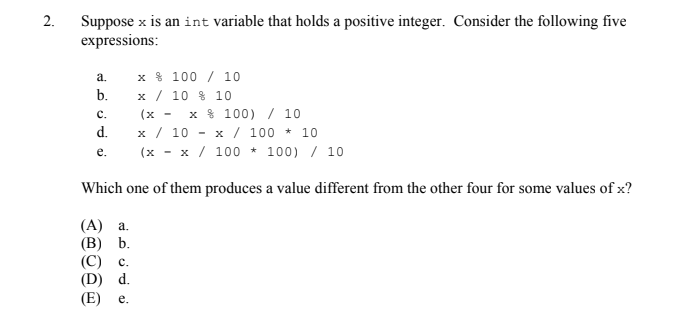 2. Suppose x is an int variable that holds a positive integer. Consider the following five
expressions:
a. x % 100 / 10
b. x / 10 % 10
c. (x - x % 100) / 10
d. x / 10 - x / 100 * 10
e. (x - x / 100 * 100) / 10
Which one of them produces a value different from the other four for some values of x?
(A) a.
(B) b.
(C) c.
(D) d.
(E) e.